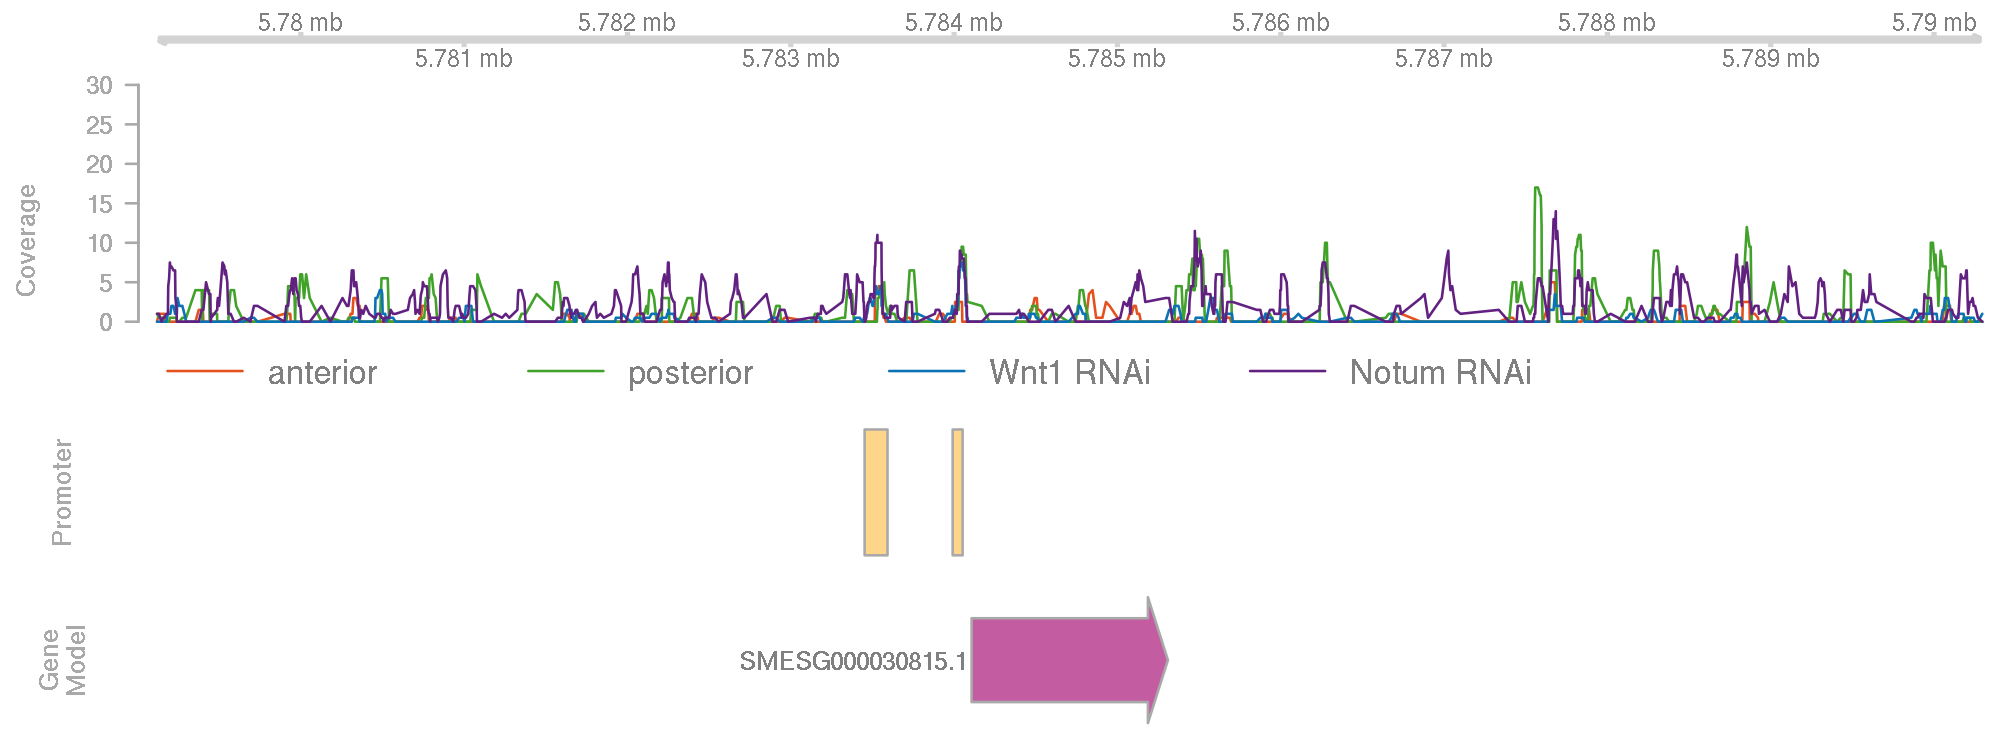 5.78 mb 5.782 mb 5.784 mb 5.786 mb 5.788 mb 5.79 mb
5.781 mb 5.783 mb 5.785 mb 5.787 mb 5.789 mb
30
25
20
15
10
5
0
Coverage
anterior posterior Wnt1 RNAi Notum RNAi
Promoter
Gene
Model
SMESG000030815.1